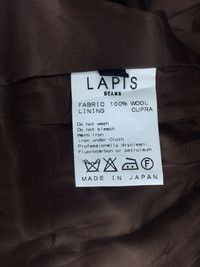 LAPIS
BEAMS
FABRIC 100% WOOL
LINING CUPRA
Do not wash
Do not bleach
Warm iron
iron under Cloth
Professionally dryclean:
Fluorocarbon or petroleum
F
MADE IN JAPAN